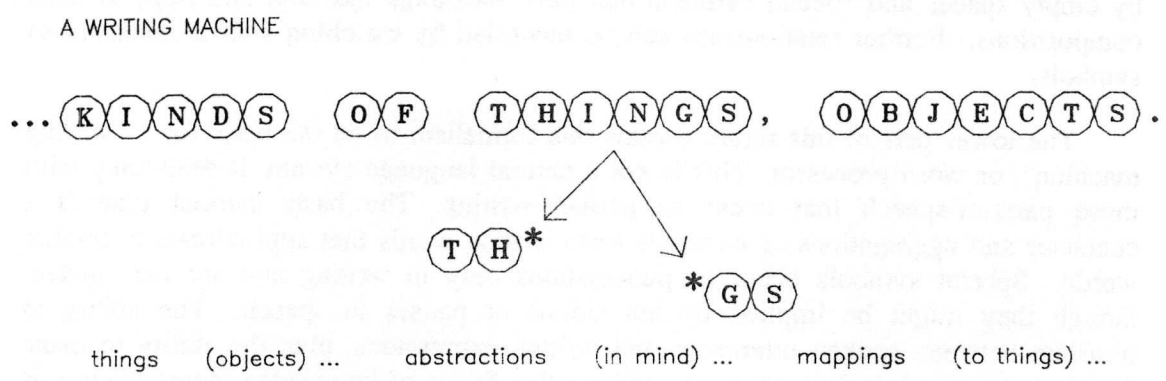 A WRITING MACHINE
... KINDS OF THINGS, OBJECTS.
TH*
*GS
things (objects) ... abstractions (in mind) ... mappings (to things) ...